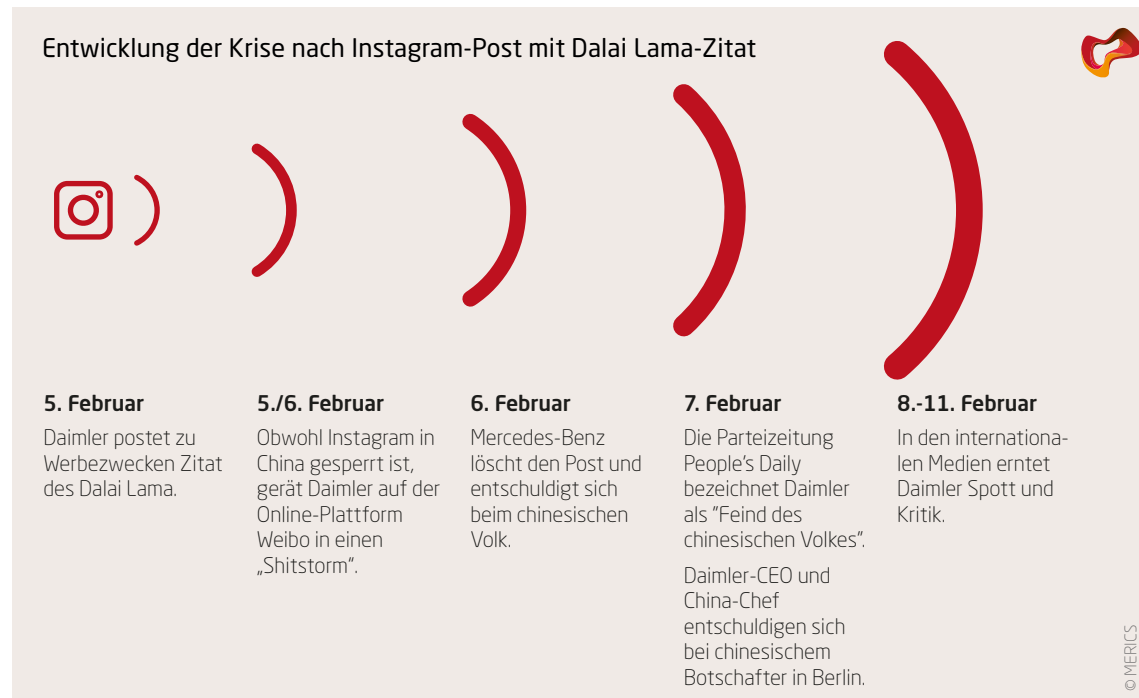 Entwicklung der Krise nach Instagram-Post mit Dalai Lama-Zitat
5. Februar
Daimler postet zu
Werbezwecken Zitat
des Dalai Lama.
5./6. Februar
Obwohl Instagram in
China gesperrt ist,
gerät Daimler auf der
Online-Plattform
Weibo in einen
„Shitstorm“.
6. Februar
Mercedes-Benz
löscht den Post und
entschuldigt sich
beim chinesischen
Volk.
7. Februar
Die Parteizeitung
People's Daily
bezeichnet Daimler
als "Feind des
chinesischen Volkes".
Daimler-CEO und
China-Chef
entschuldigen sich
bei chinesischem
Botschafter in Berlin.
8.-11. Februar
In den internationa-
len Medien erntet
Daimler Spott und
Kritik.
© MERICS